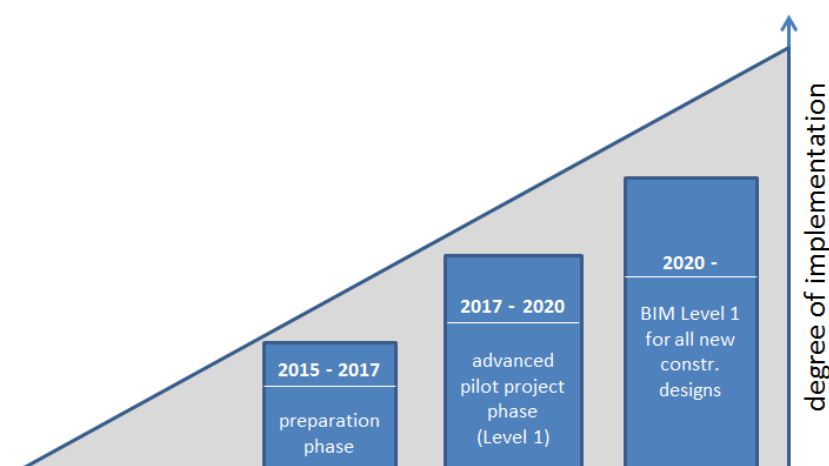 2015 - 2017
preparation
phase
2017 - 2020
advanced
pilot project
phase
(Level 1)
2020 -
BIM Level 1
for all new
constr.
designs
degree of implementation